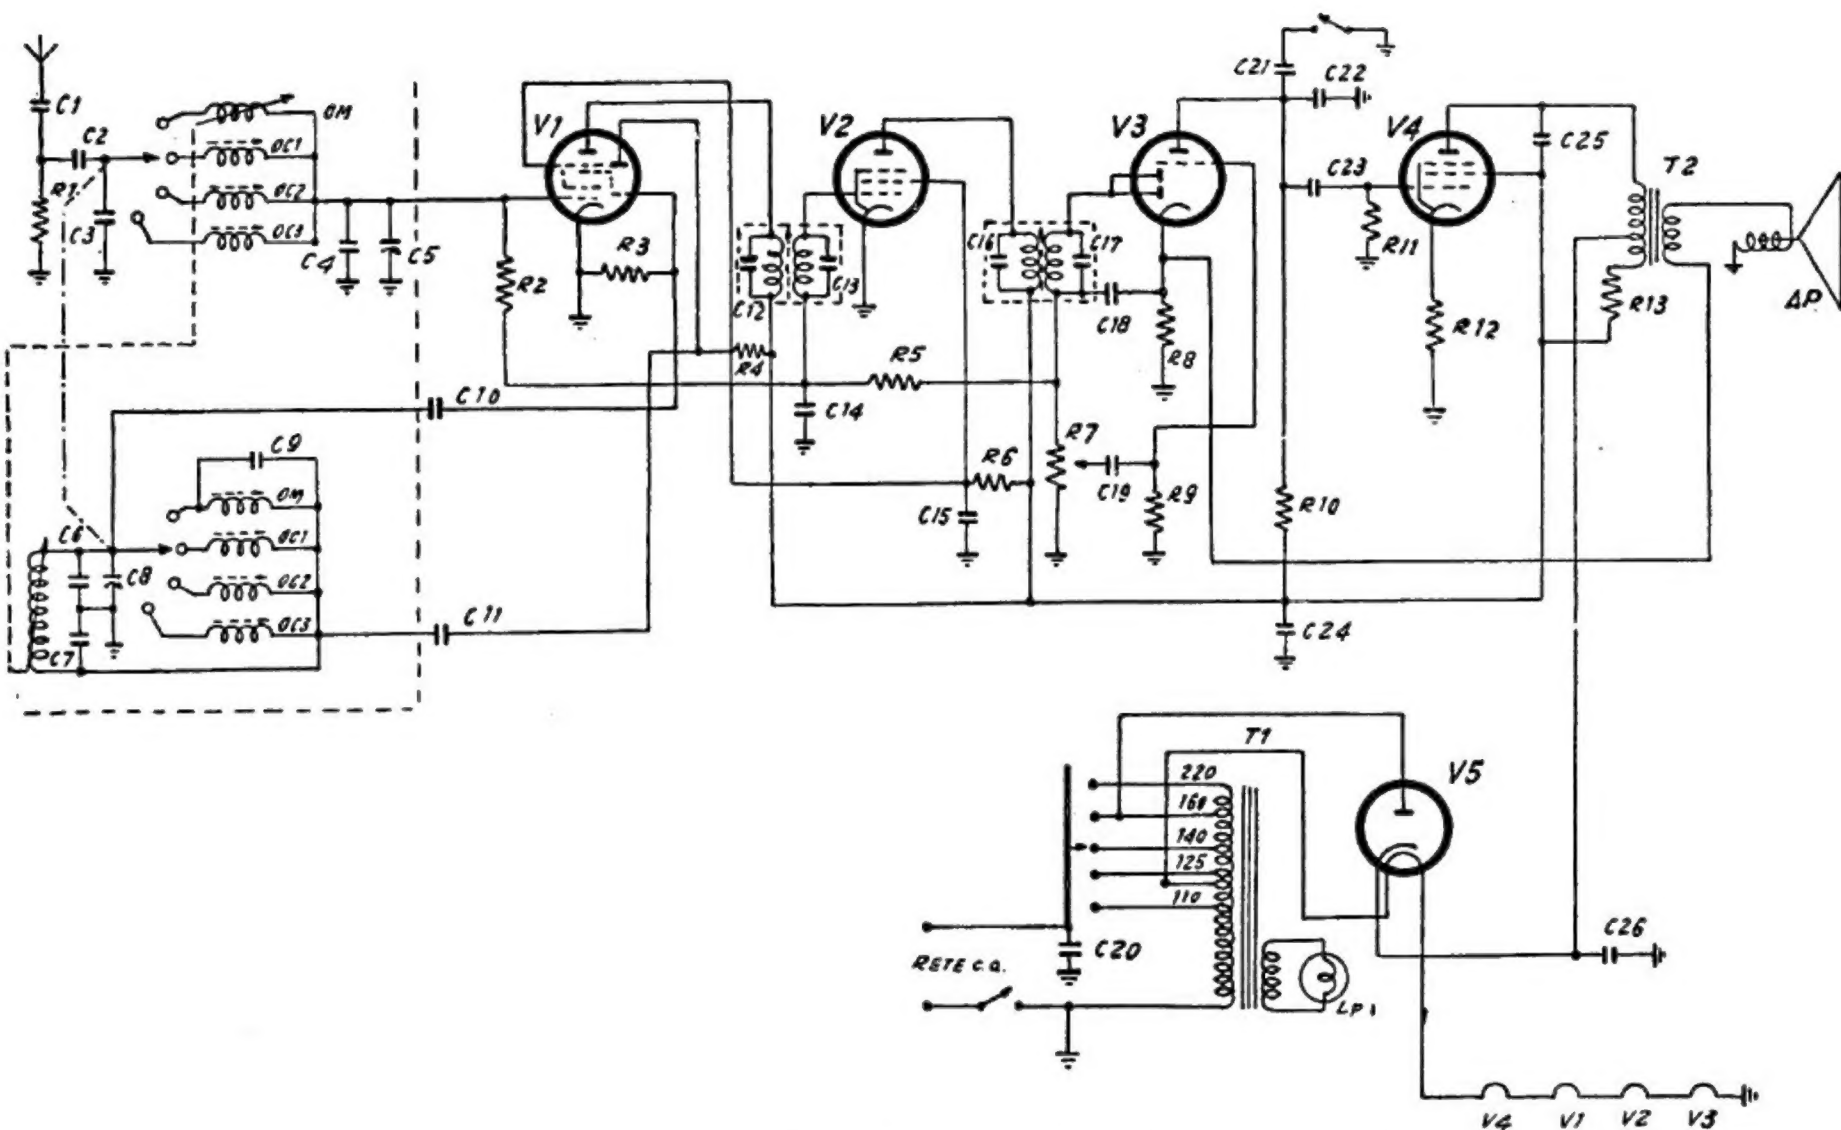 C1
C2
R1
C3
OM
OC1
OC2
OC3
C4
C5
R2
V1
R3
C12
C13
R4
V2
R5
C14
C15
R6
C16
C17
V3
C18
R8
R7
C19
R9
C21
C22
C23
R10
R11
V4
R12
C25
T2
R13
AP
C10
C9
OM
OC1
OC2
OC3
C6
C8
C7
C11
C24
T1
220
160
140
125
110
V5
C20
RETE C.A.
LP1
C26
V4 V1 V2 V3